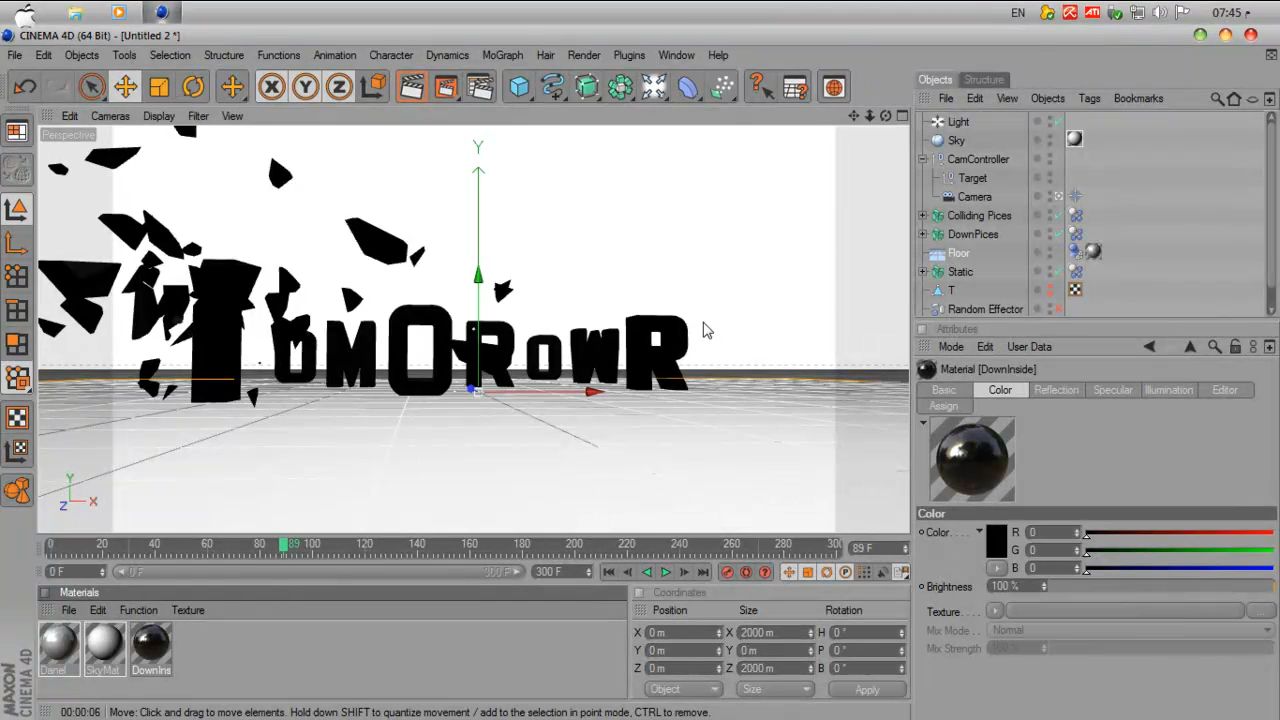 EN
ATI
07:45
CINEMA 4D (64 Bit) - [Untitled 2 *]
File Edit Objects Tools Selection Structure Functions Animation Character Dynamics MoGraph Hair Render Plugins Window Help
X Y Z
Objects Structure
File Edit View Objects Tags Bookmarks
Edit Cameras Display Filter View
Perspective
Y
TOMOROWR
Y
Z X
Light
Sky
CamController
Target
Camera
Colliding Pices
DownPices
Floor
Static
T
Random Effector
Attributes
Mode Edit User Data
Material [DownInside]
Basic Color Reflection Specular Illumination Editor
Assign
Color
Color. . . . R 0
G 0
B 0
Brightness 100 %
Texture. . . . .
Mix Mode . . Normal
Mix Strength 100 %
0 20 40 60 80 89 100 120 140 160 180 200 220 240 260 280 30( 89 F
0 F 0 F 300 F 300 F
Materials
File Edit Function Texture
Danel SkyMat DownIns
Coordinates
Position Size Rotation
X 0 m X 2000 m H 0 °
Y 0 m Y 0 m P 0 °
Z 0 m Z 2000 m B 0 °
Object Size Apply
MAXON CINEMA 4D
00:00:06 Move: Click and drag to move elements. Hold down SHIFT to quantize movement / add to the selection in point mode, CTRL to remove.